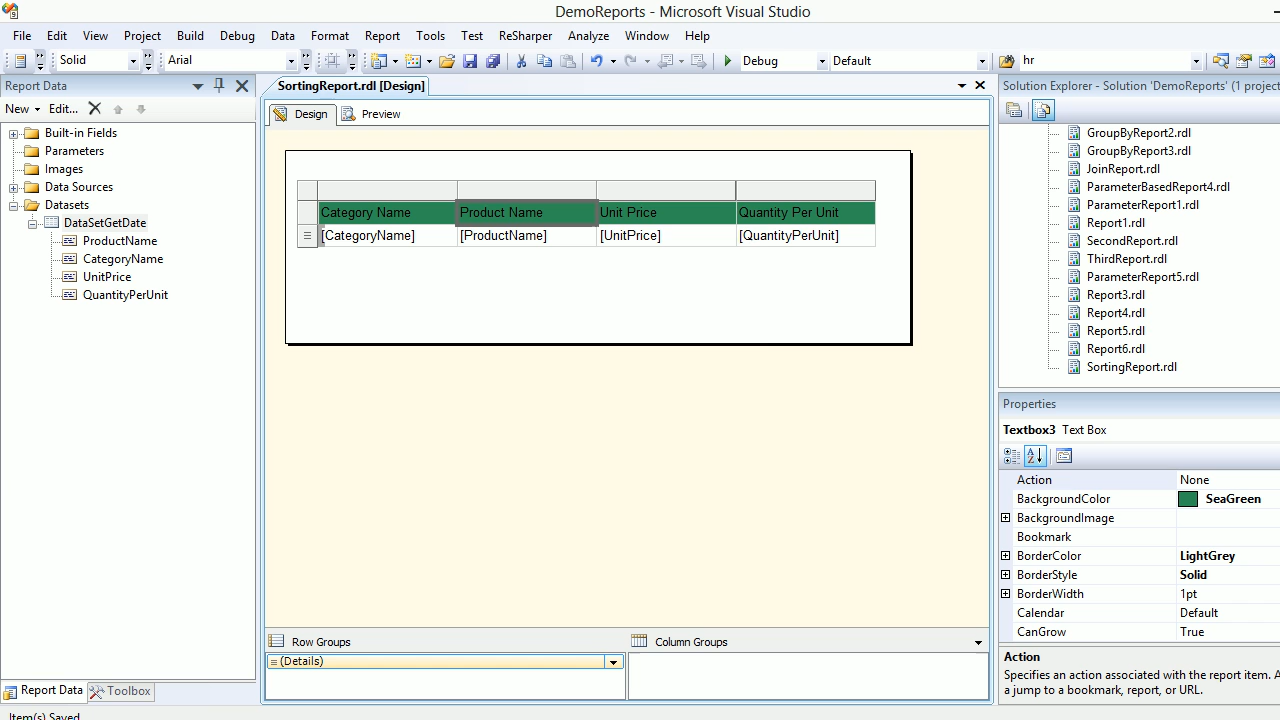 DemoReports - Microsoft Visual Studio
File Edit View Project Build Debug Data Format Report Tools Test ReSharper Analyze Window Help
Solid Arial Debug Default hr
Report Data
New Edit...
Built-in Fields
Parameters
Images
Data Sources
Datasets
DataSetGetDate
ProductName
CategoryName
UnitPrice
QuantityPerUnit
Report Data Toolbox
Item(s) Saved
SortingReport.rdl [Design]
Design Preview
Category Name Product Name Unit Price Quantity Per Unit
[CategoryName] [ProductName] [UnitPrice] [QuantityPerUnit]
Row Groups Column Groups
(Details)
Solution Explorer - Solution 'DemoReports' (1 project
GroupByReport2.rdl
GroupByReport3.rdl
JoinReport.rdl
ParameterBasedReport4.rdl
ParameterReport1.rdl
Report1.rdl
SecondReport.rdl
ThirdReport.rdl
ParameterReport5.rdl
Report3.rdl
Report4.rdl
Report5.rdl
Report6.rdl
SortingReport.rdl
Properties
Textbox3 Text Box
Action None
BackgroundColor SeaGreen
BackgroundImage
Bookmark
BorderColor LightGrey
BorderStyle Solid
BorderWidth 1pt
Calendar Default
CanGrow True
Action
Specifies an action associated with the report item. A
a jump to a bookmark, report, or URL.